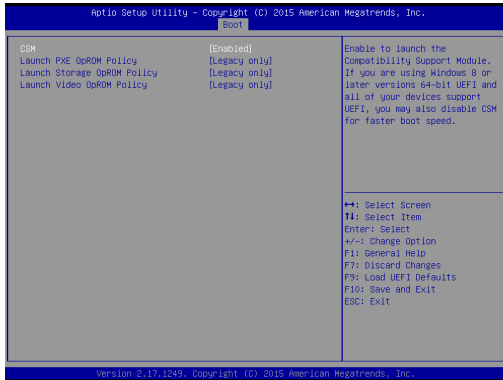 Aptio Setup Utility – Copyright (C) 2015 American Megatrends, Inc.
Boot
CSM [Enabled]
Launch PXE OpROM Policy [Legacy only]
Launch Storage OpROM Policy [Legacy only]
Launch Video OpROM Policy [Legacy only]
Enable to launch the
Compatibility Support Module.
If you are using Windows 8 or
later versions 64-bit UEFI and
all of your devices support
UEFI, you may also disable CSM
for faster boot speed.
↔: Select Screen
↑↓: Select Item
Enter: Select
+/-: Change Option
F1: General Help
F7: Discard Changes
F9: Load UEFI Defaults
F10: Save and Exit
ESC: Exit
Version 2.17.1249. Copyright (C) 2015 American Megatrends, Inc.